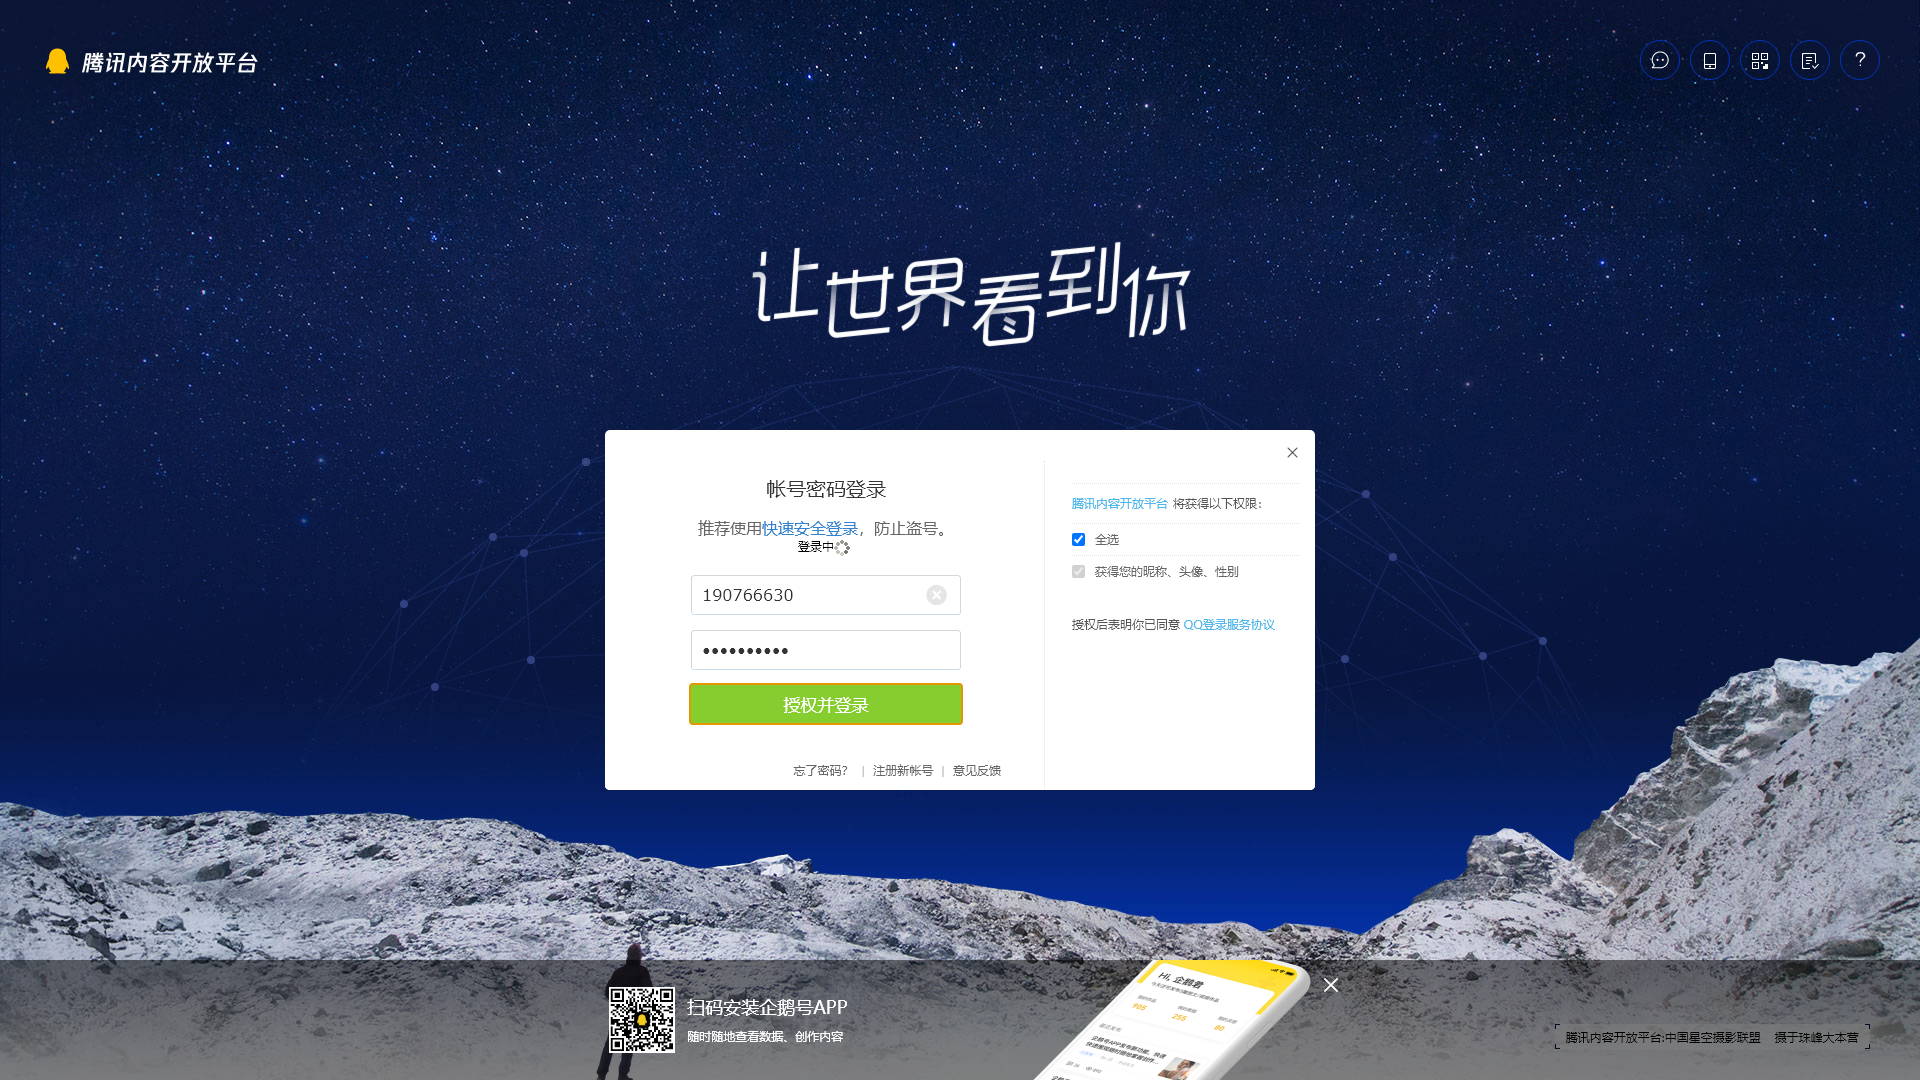 腾讯内容开放平台
?
让世界看到你
帐号密码登录
推荐使用快速安全登录，防止盗号。
登录中
190766630
••••••••••
授权并登录
忘了密码? | 注册新帐号 | 意见反馈
腾讯内容开放平台 将获得以下权限：
全选
获得您的昵称、头像、性别
授权后表明你已同意 QQ登录服务协议
扫码安装企鹅号APP
随时随地查看数据、创作内容
Hi, 企鹅君
905
255
80
腾讯内容开放平台:中国星空摄影联盟 摄于珠峰大本营